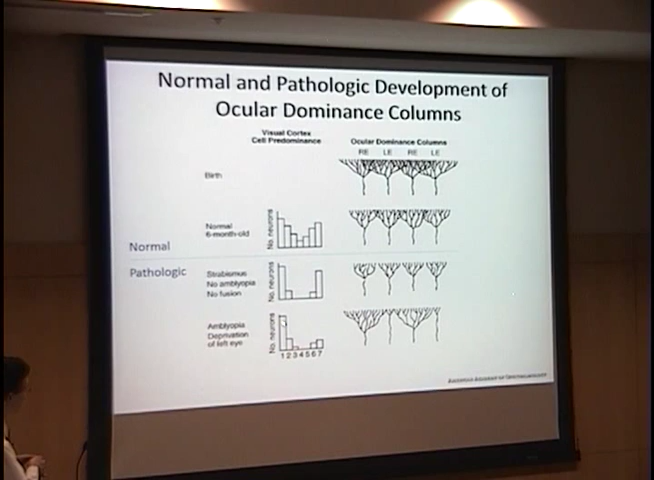 Normal and Pathologic Development of
Ocular Dominance Columns
Visual Cortex
Cell Predominance
Ocular Dominance Columns
RE LE RE LE
Birth
No. neurons
Normal
6-month-old
Normal
Pathologic
No. neurons
Strabismus
No amblyopia
No fusion
No. neurons
Amblyopia
Deprivation
of left eye
1 2 3 4 5 6 7